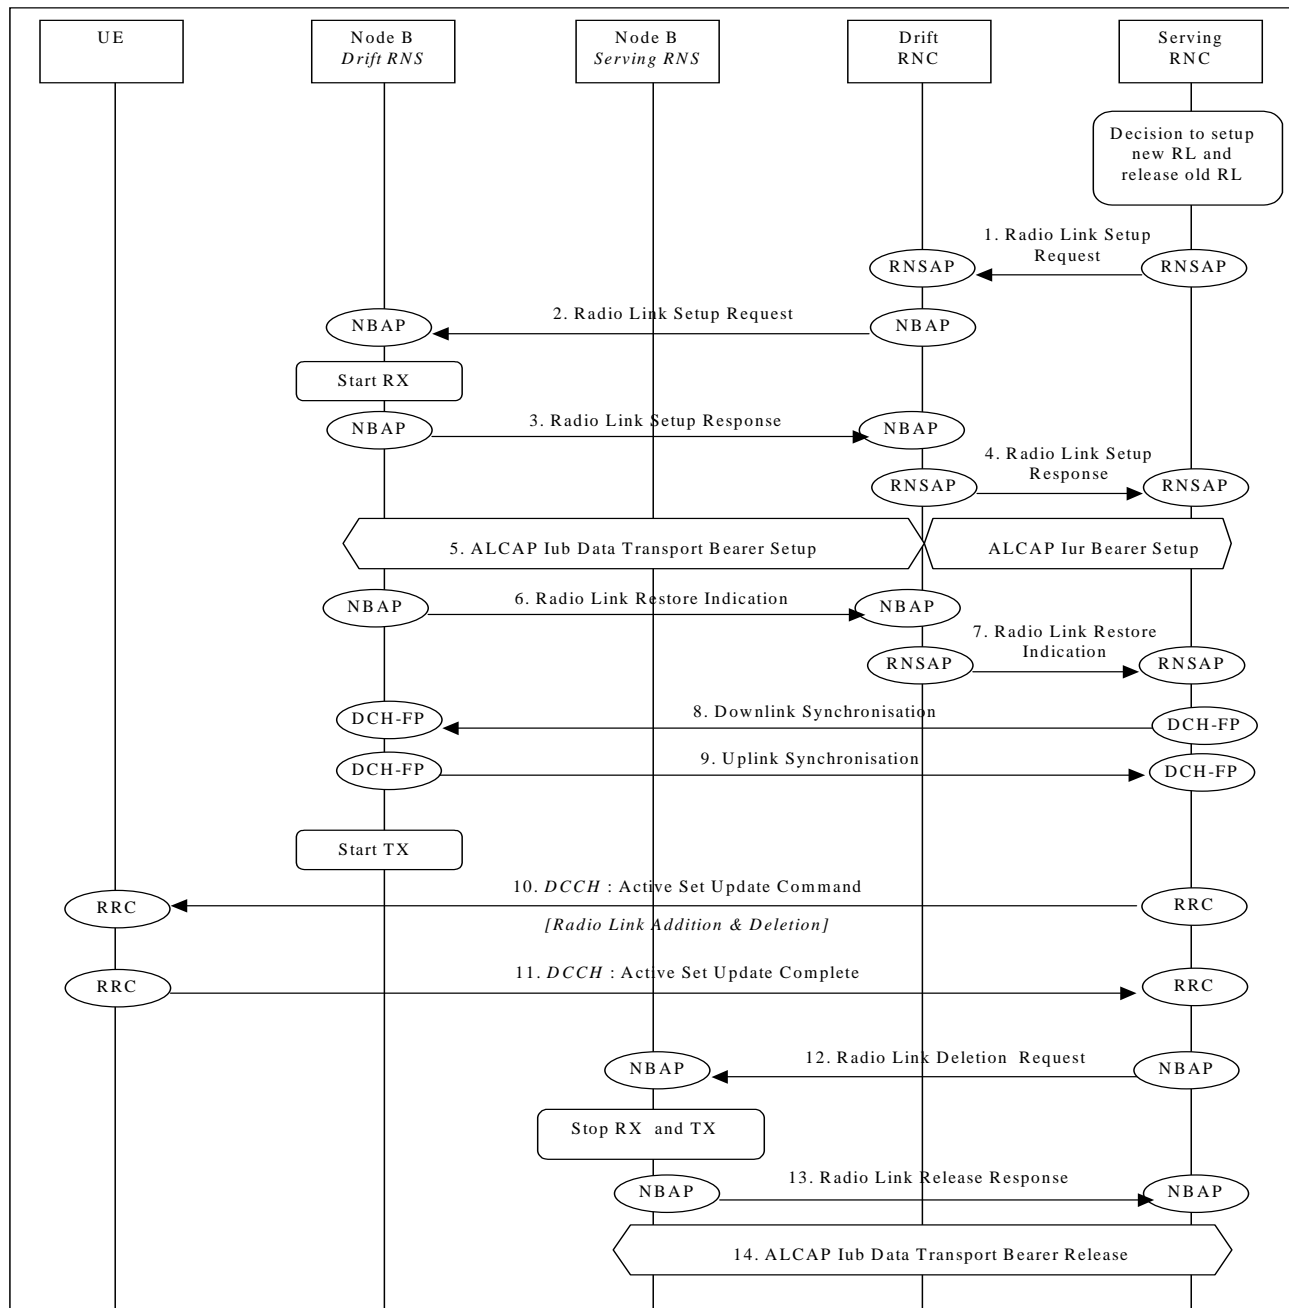 UE
Node B
Drift RNS
Node B
Serving RNS
Drift
RNC
Serving
RNC
Decision to setup
new RL and
release old RL
1. Radio Link Setup
Request
RNSAP
RNSAP
2. Radio Link Setup Request
NBAP
NBAP
Start RX
3. Radio Link Setup Response
NBAP
NBAP
4. Radio Link Setup
Response
RNSAP
RNSAP
5. ALCAP Iub Data Transport Bearer Setup
ALCAP Iur Bearer Setup
6. Radio Link Restore Indication
NBAP
NBAP
7. Radio Link Restore
Indication
RNSAP
RNSAP
8. Downlink Synchronisation
DCH-FP
DCH-FP
9. Uplink Synchronisation
DCH-FP
DCH-FP
Start TX
10. DCCH : Active Set Update Command
RRC
RRC
[Radio Link Addition & Deletion]
11. DCCH : Active Set Update Complete
RRC
RRC
12. Radio Link Deletion Request
NBAP
NBAP
Stop RX and TX
13. Radio Link Release Response
NBAP
NBAP
14. ALCAP Iub Data Transport Bearer Release